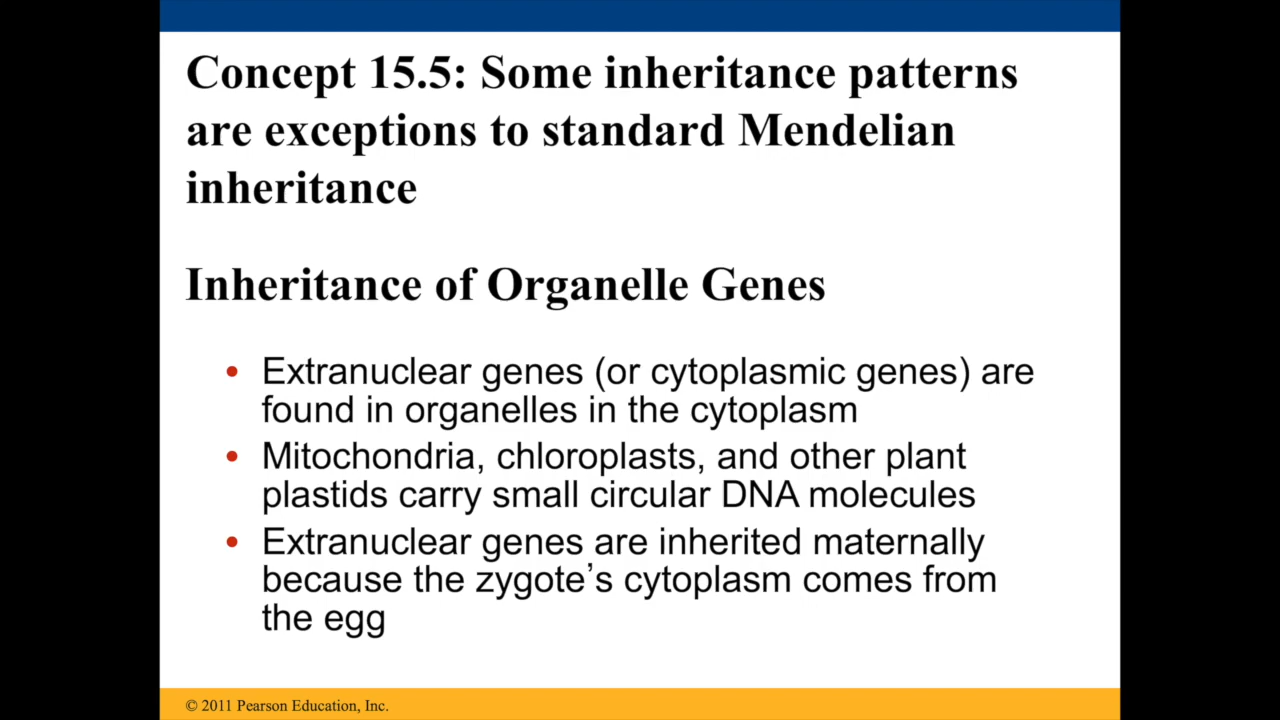 Concept 15.5: Some inheritance patterns
are exceptions to standard Mendelian
inheritance
Inheritance of Organelle Genes
• Extranuclear genes (or cytoplasmic genes) are
found in organelles in the cytoplasm
• Mitochondria, chloroplasts, and other plant
plastids carry small circular DNA molecules
• Extranuclear genes are inherited maternally
because the zygote’s cytoplasm comes from
the egg
© 2011 Pearson Education, Inc.